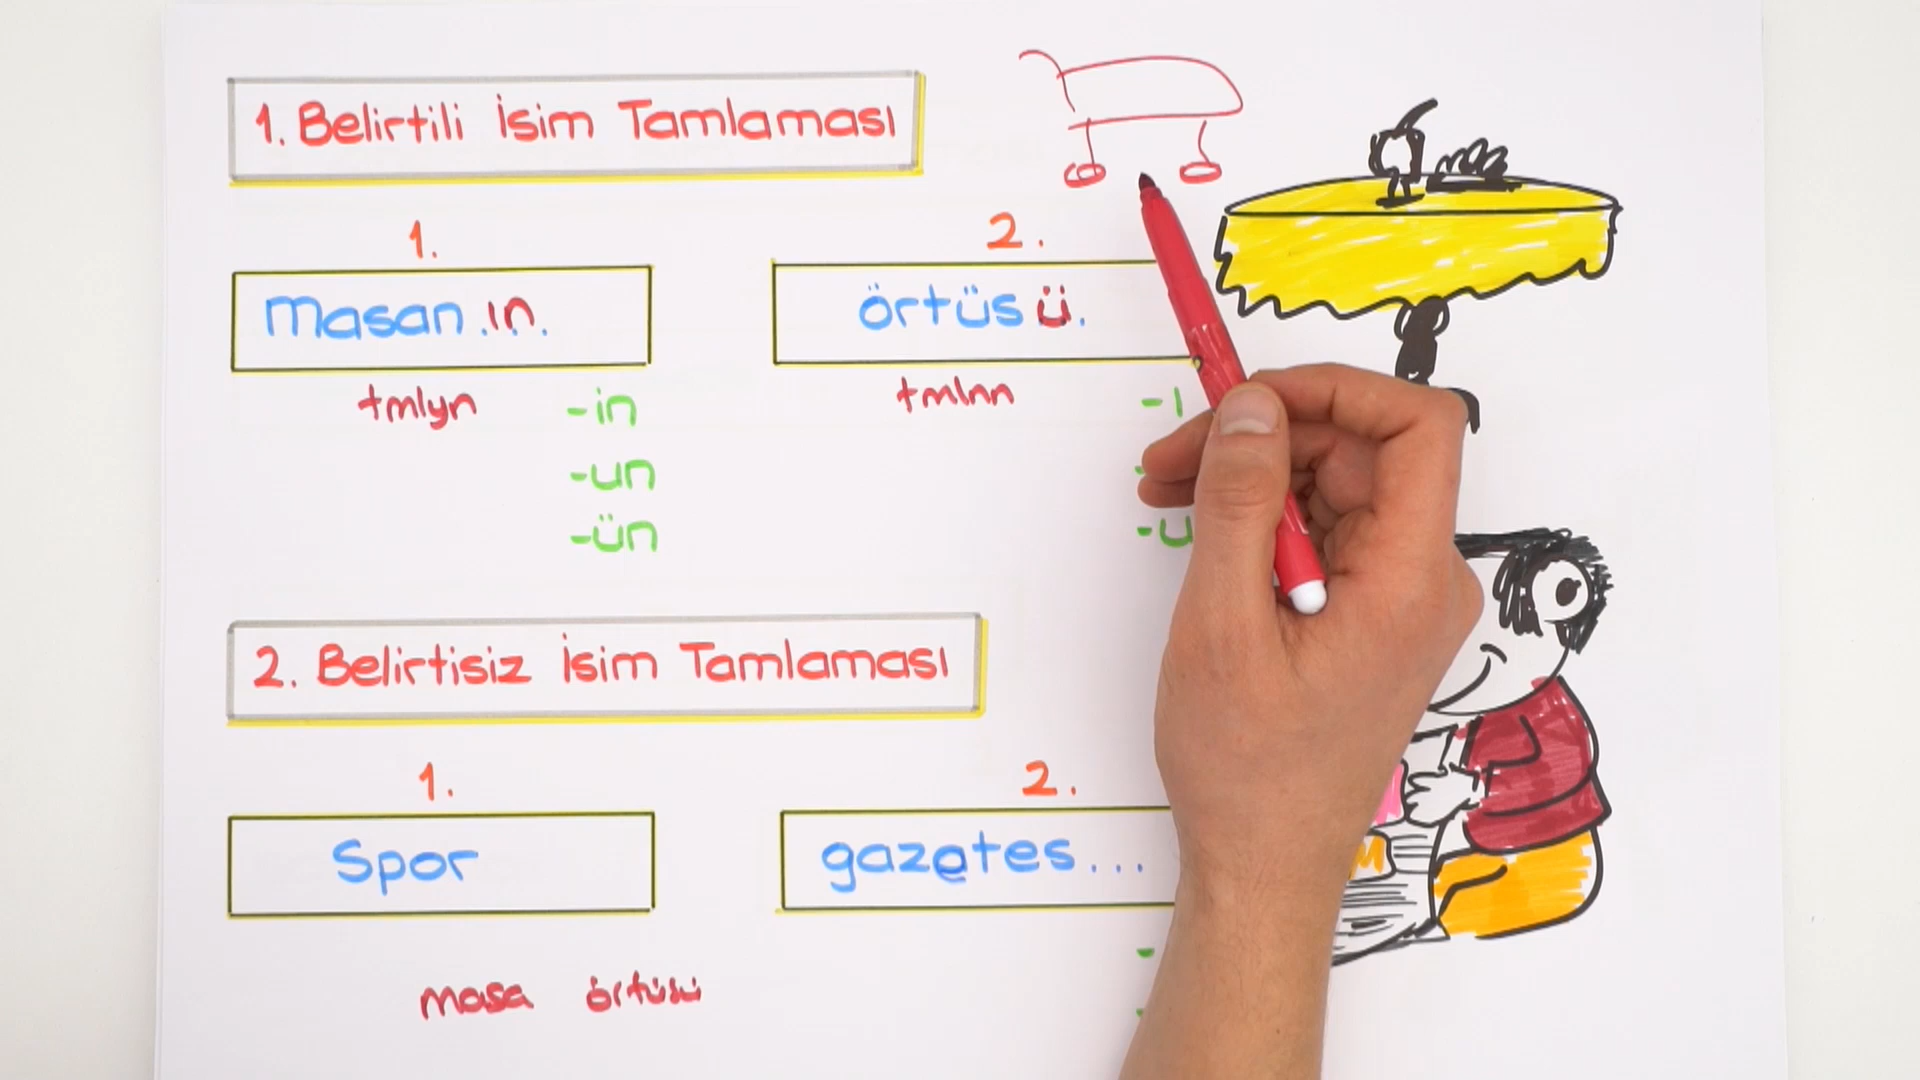 1. Belirtili İsim Tamlaması
1. 2.
masan.ın. örtüsü.
tmlyn -in tmlnn -ı
-un
-ün -u
2. Belirtisiz İsim Tamlaması
1. 2.
Spor gazetes...
masa örtüsü